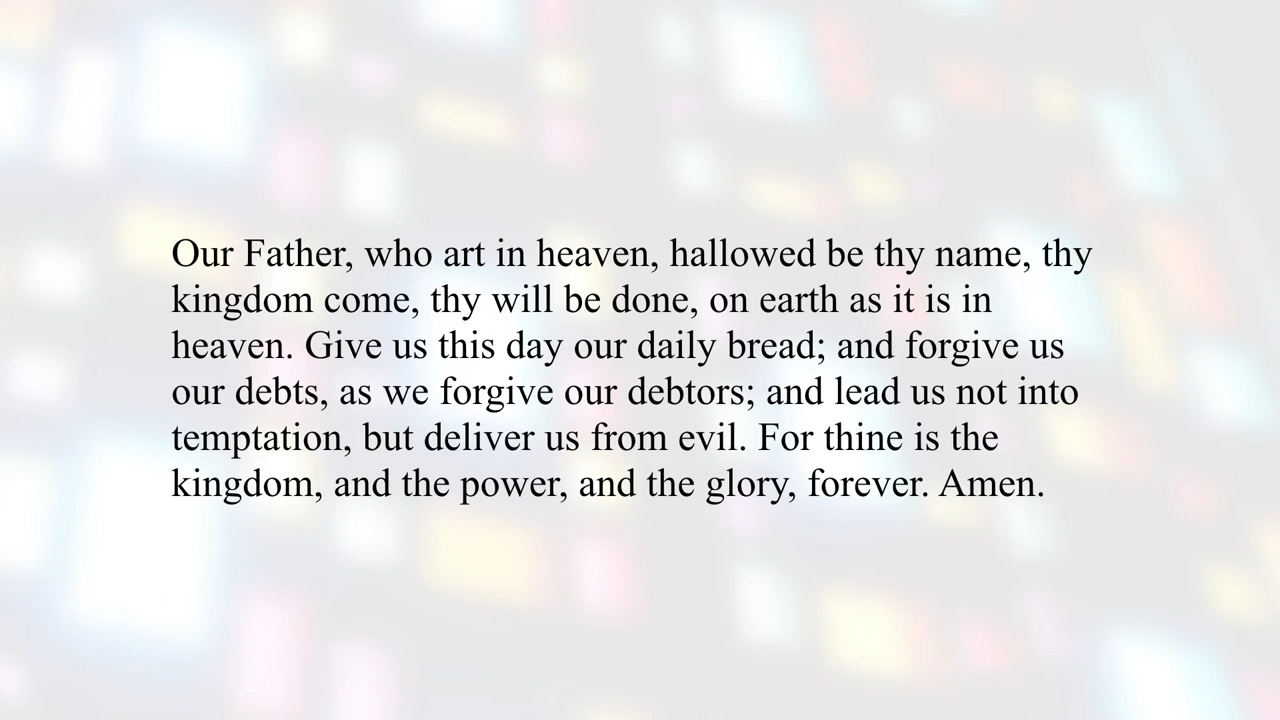 Our Father, who art in heaven, hallowed be thy name, thy
kingdom come, thy will be done, on earth as it is in
heaven. Give us this day our daily bread; and forgive us
our debts, as we forgive our debtors; and lead us not into
temptation, but deliver us from evil. For thine is the
kingdom, and the power, and the glory, forever. Amen.